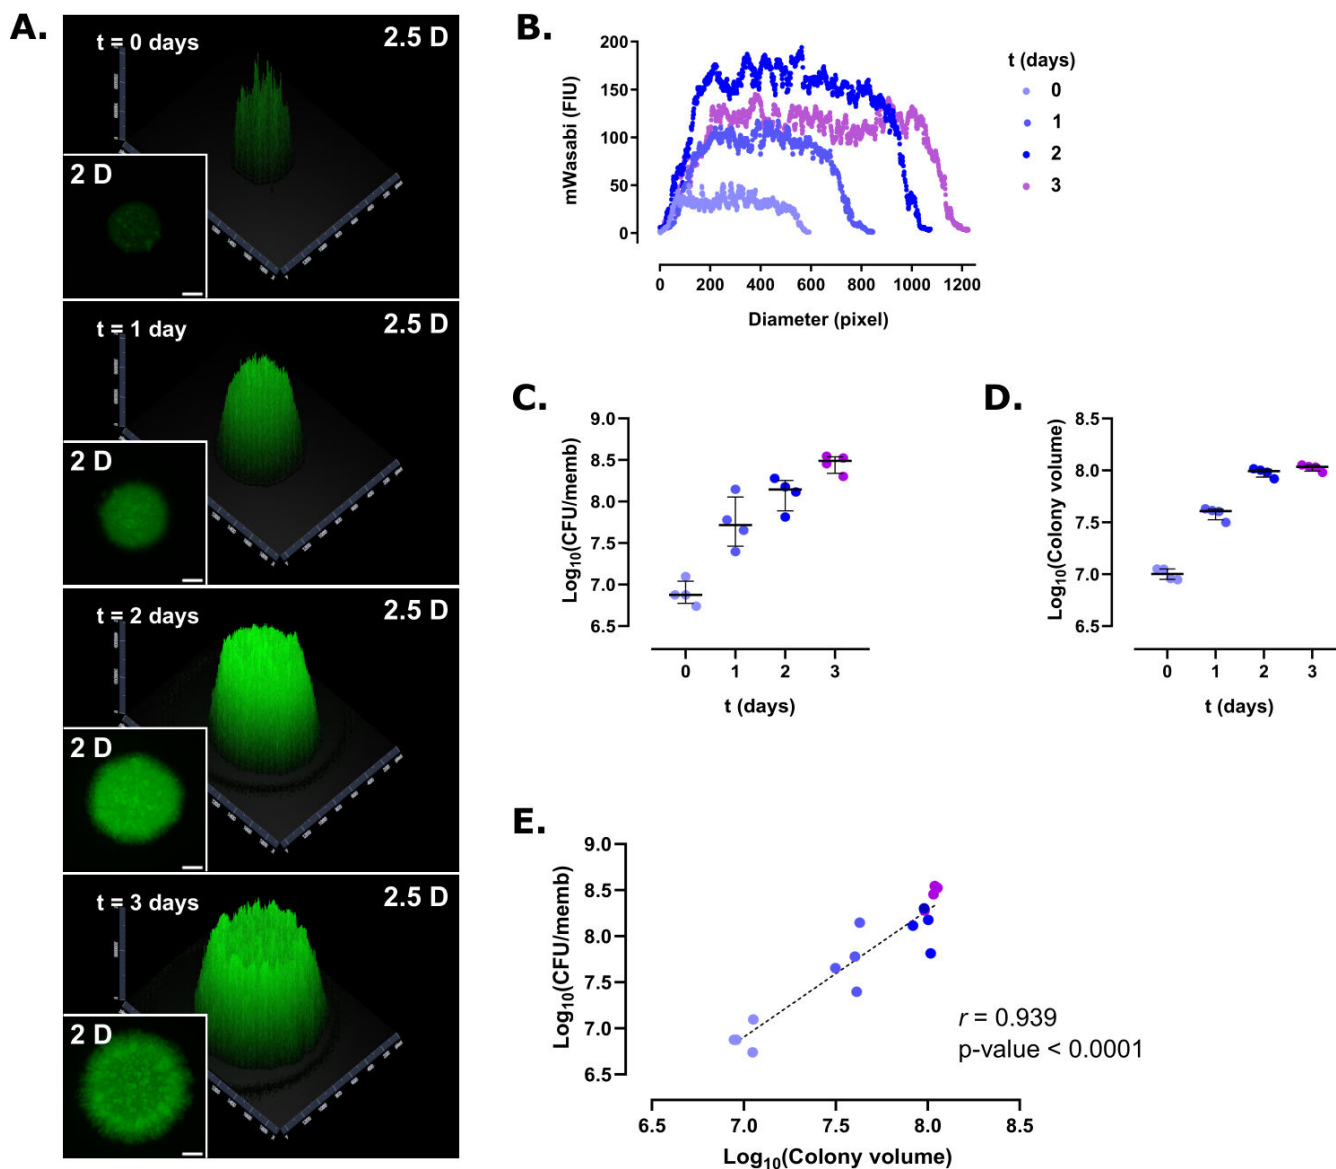 A.
t = 0 days
2.5 D
2 D
t = 1 day
2.5 D
2 D
t = 2 days
2.5 D
2 D
t = 3 days
2.5 D
2 D
B.
200
150
100
50
0
mWasabi (FIU)
0 200 400 600 800 1000 1200
Diameter (pixel)
t (days)
0
1
2
3
C.
9.0
8.5
8.0
7.5
7.0
6.5
Log10(CFU/memb)
0 1 2 3
t (days)
D.
8.5
8.0
7.5
7.0
6.5
Log10(Colony volume)
0 1 2 3
t (days)
E.
9.0
8.5
8.0
7.5
7.0
6.5
Log10(CFU/memb)
r = 0.939
p-value < 0.0001
6.5 7.0 7.5 8.0 8.5
Log10(Colony volume)